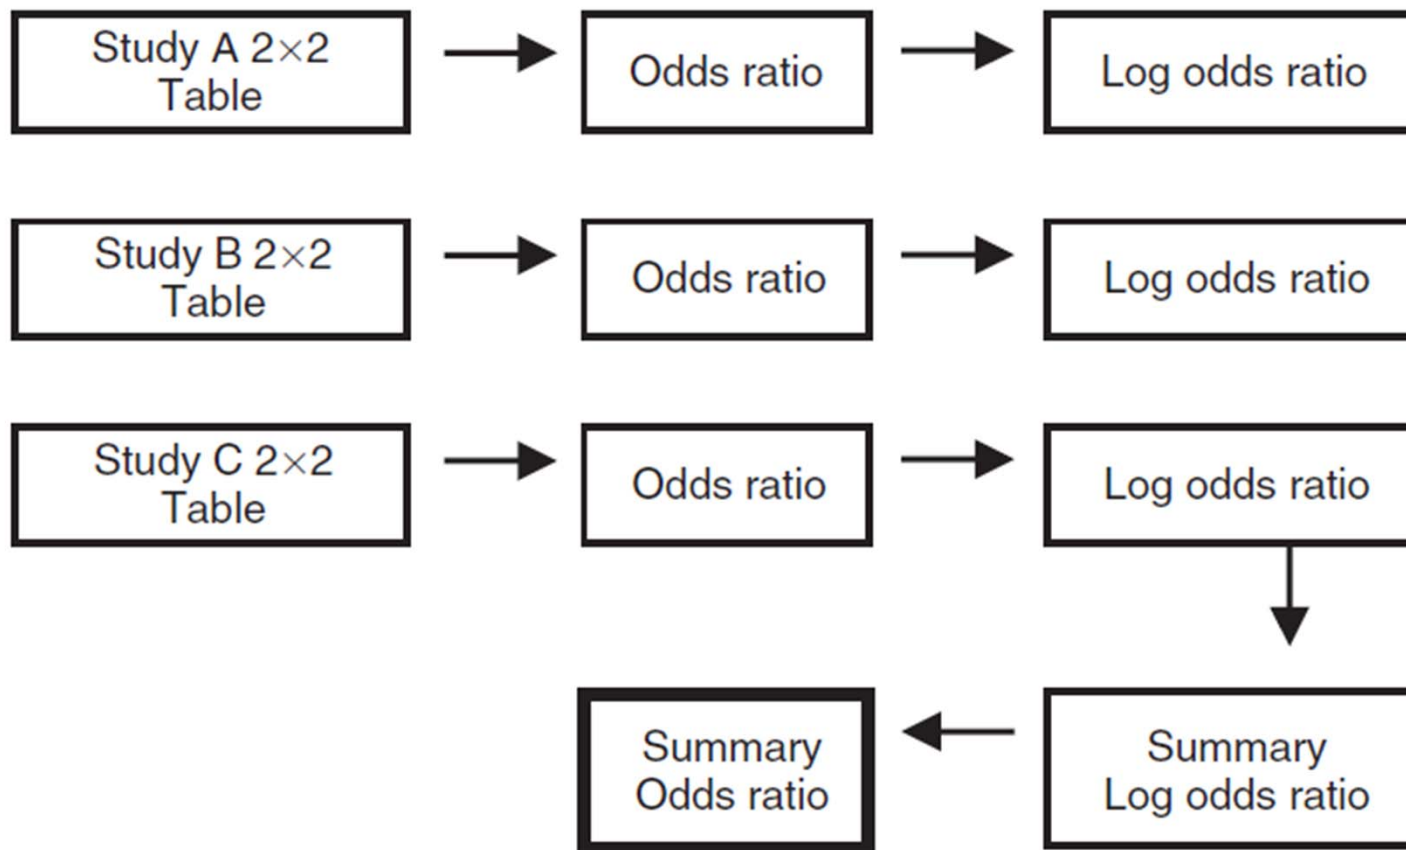 Study A 2×2
Table
Odds ratio
Log odds ratio
Study B 2×2
Table
Odds ratio
Log odds ratio
Study C 2×2
Table
Odds ratio
Log odds ratio
Summary
Odds ratio
Summary
Log odds ratio